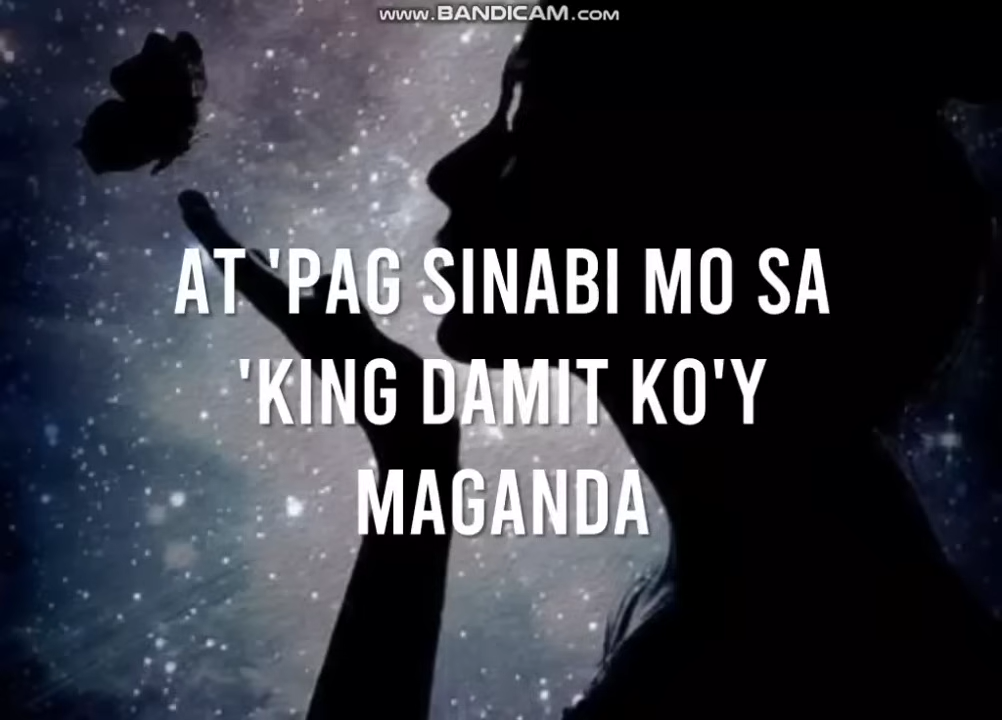 www.BANDICAM.com
AT 'PAG SINABI MO SA
'KING DAMIT KO'Y
MAGANDA